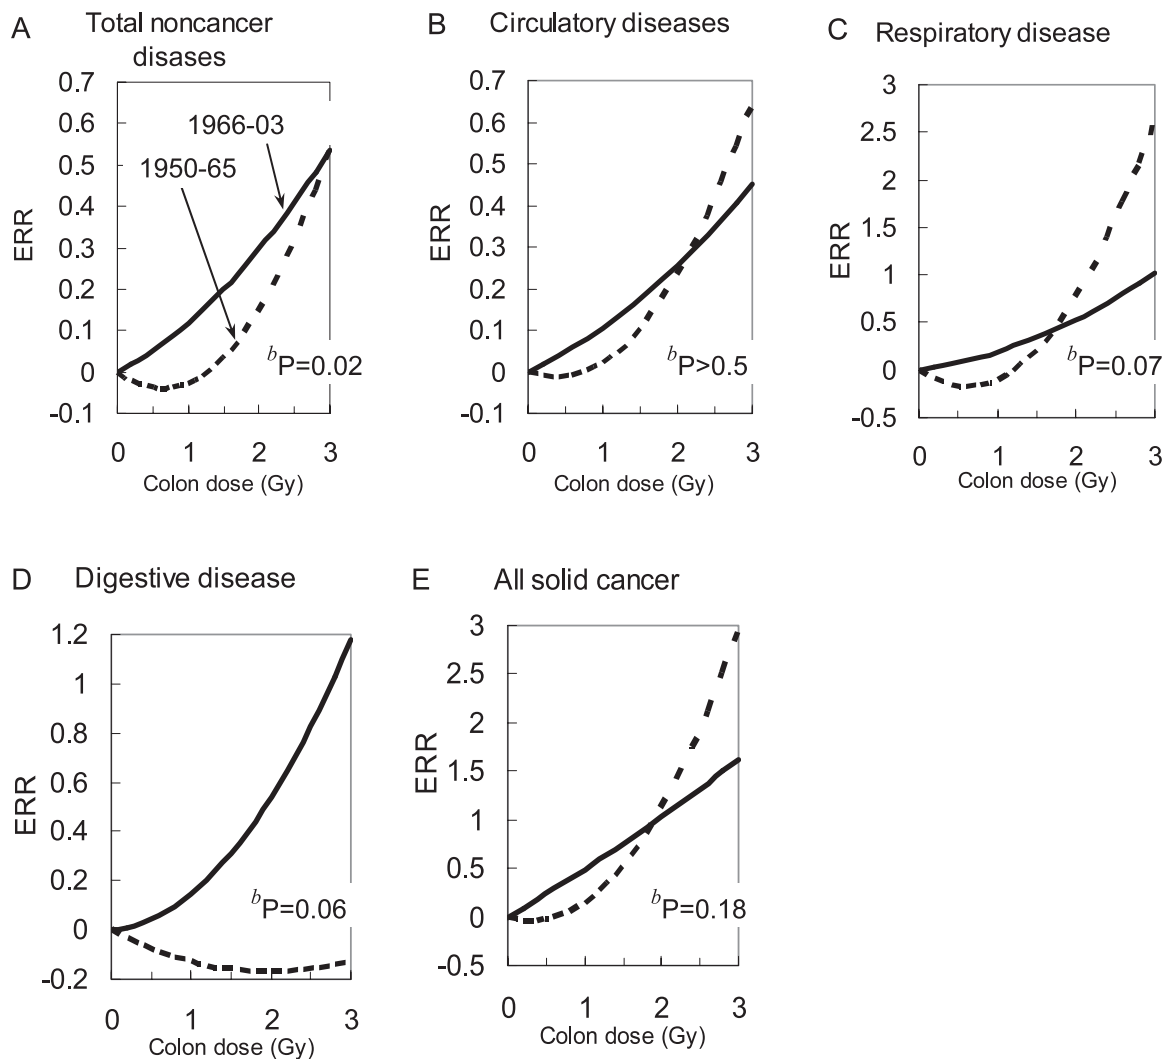 A Total noncancer
disases
0.7
0.6
0.5
0.4
0.3
0.2
0.1
0
-0.1
ERR
1966-03
1950-65
bP=0.02
0 1 2 3
Colon dose (Gy)
B Circulatory diseases
0.7
0.6
0.5
0.4
0.3
0.2
0.1
0
-0.1
ERR
bP>0.5
0 1 2 3
Colon dose (Gy)
C Respiratory disease
3
2.5
2
1.5
1
0.5
0
-0.5
ERR
bP=0.07
0 1 2 3
Colon dose (Gy)
D Digestive disease
1.2
1
0.8
0.6
0.4
0.2
0
-0.2
ERR
bP=0.06
0 1 2 3
Colon dose (Gy)
E All solid cancer
3
2.5
2
1.5
1
0.5
0
-0.5
ERR
bP=0.18
0 1 2 3
Colon dose (Gy)